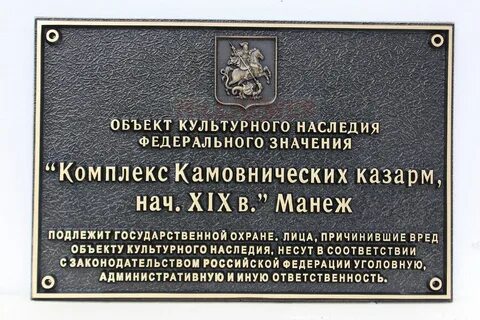 ОБЪЕКТ КУЛЬТУРНОГО НАСЛЕДИЯ
ФЕДЕРАЛЬНОГО ЗНАЧЕНИЯ
“Комплекс Камовнических казарм,
нач. XIX в.” Манеж
ПОДЛЕЖИТ ГОСУДАРСТВЕННОЙ ОХРАНЕ. ЛИЦА, ПРИЧИНИВШИЕ ВРЕД
ОБЪЕКТУ КУЛЬТУРНОГО НАСЛЕДИЯ, НЕСУТ В СООТВЕТСТВИИ
С ЗАКОНОДАТЕЛЬСТВОМ РОССИЙСКОЙ ФЕДЕРАЦИИ УГОЛОВНУЮ,
АДМИНИСТРАТИВНУЮ И ИНУЮ ОТВЕТСТВЕННОСТЬ.